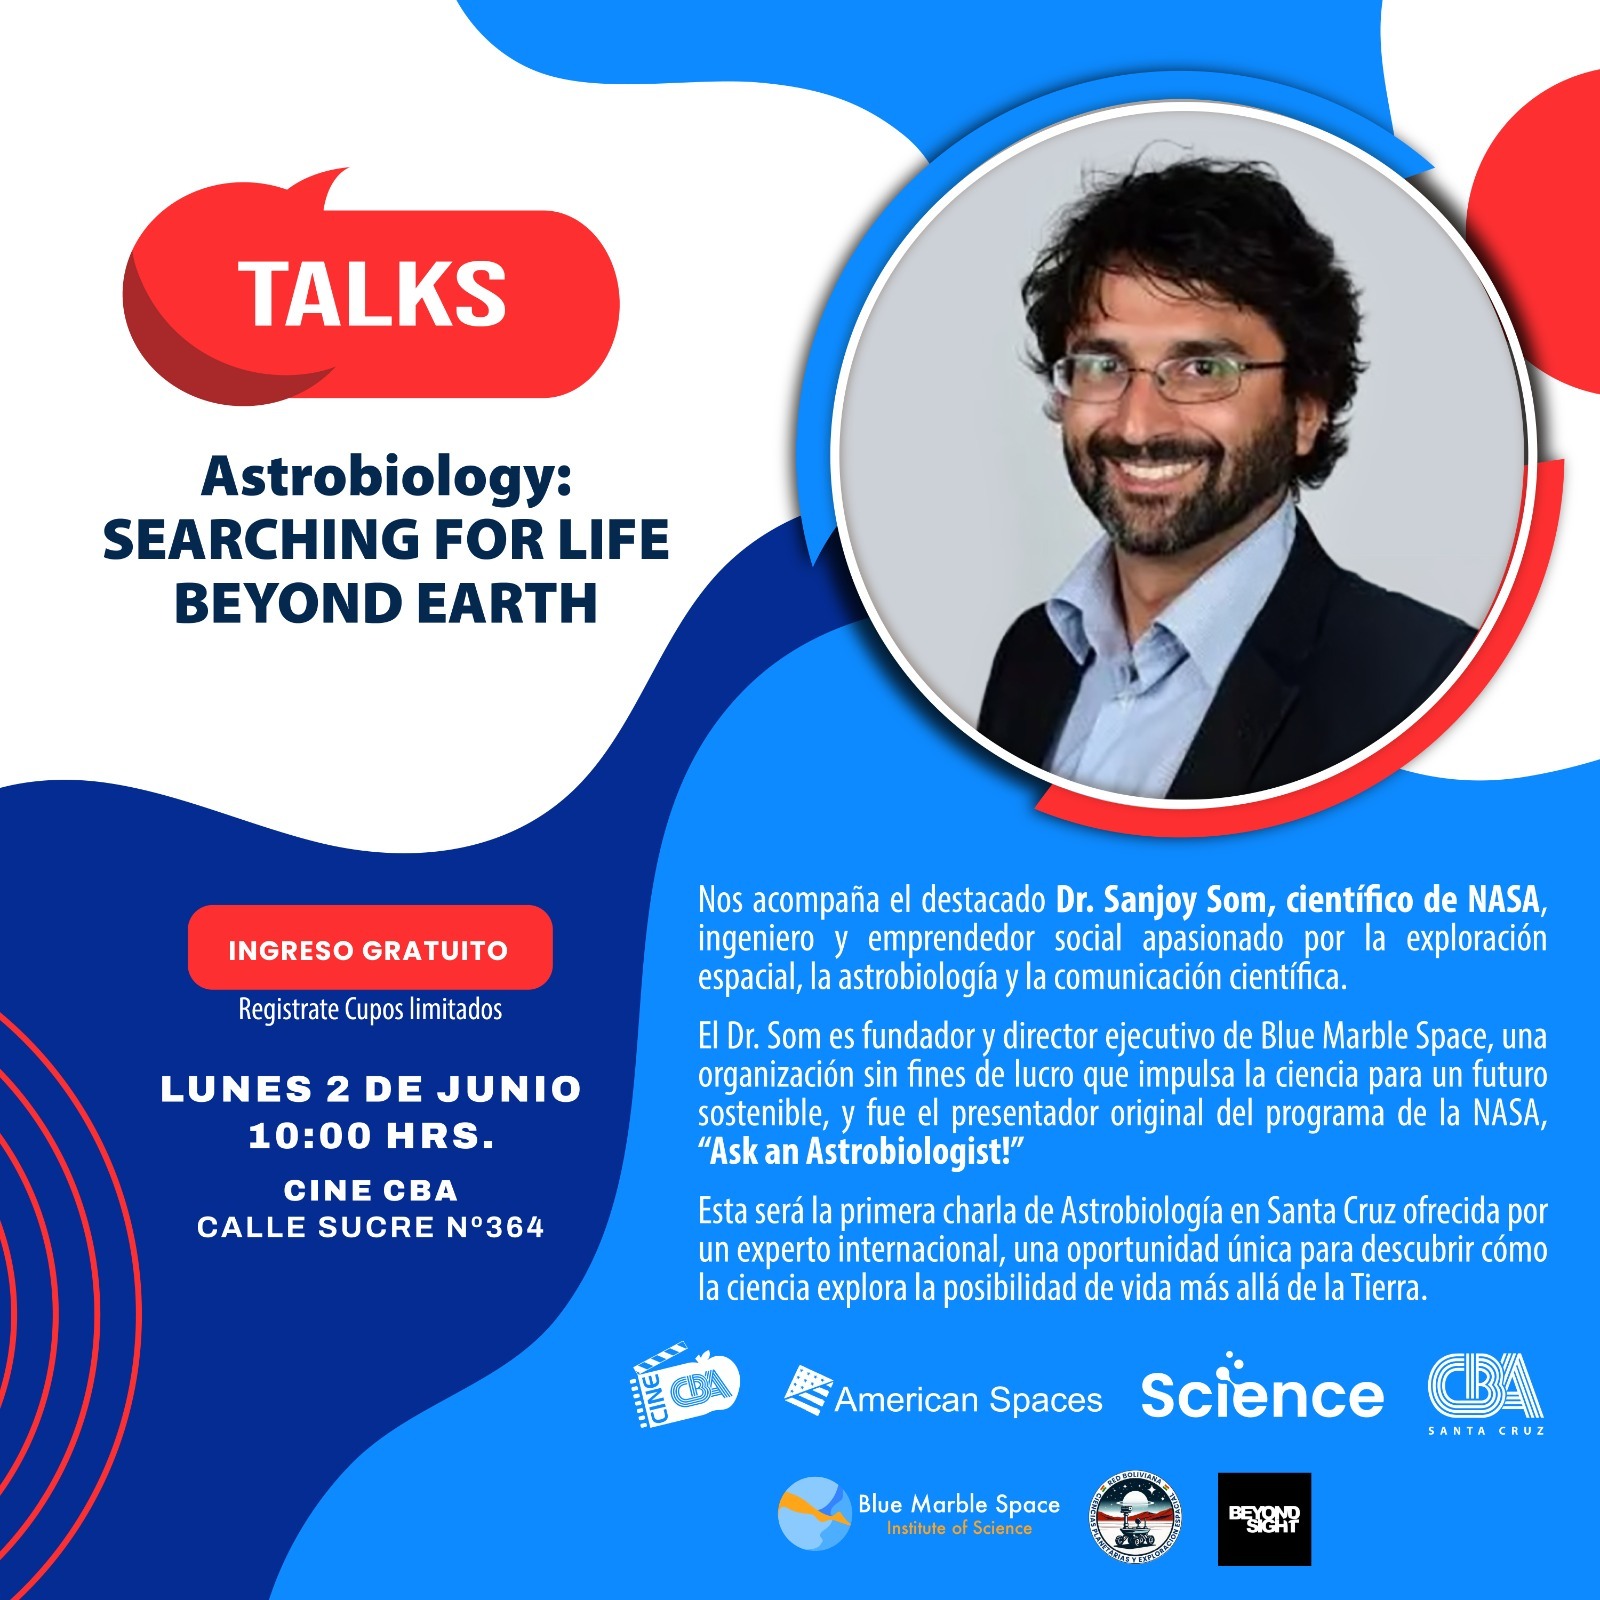 TALKS
Astrobiology:
SEARCHING FOR LIFE
BEYOND EARTH
INGRESO GRATUITO
Registrate Cupos limitados
LUNES 2 DE JUNIO
10:00 HRS.
CINE CBA
CALLE SUCRE Nº364
Nos acompaña el destacado Dr. Sanjoy Som, científico de NASA,
ingeniero y emprendedor social apasionado por la exploración
espacial, la astrobiología y la comunicación científica.
El Dr. Som es fundador y director ejecutivo de Blue Marble Space, una
organización sin fines de lucro que impulsa la ciencia para un futuro
sostenible, y fue el presentador original del programa de la NASA,
“Ask an Astrobiologist!”
Esta será la primera charla de Astrobiología en Santa Cruz ofrecida por
un experto internacional, una oportunidad única para descubrir cómo
la ciencia explora la posibilidad de vida más allá de la Tierra.
CINE CBA
American Spaces
Science
CBA
SANTA CRUZ
Blue Marble Space
Institute of Science
RED BOLIVIANA
CIENCIAS PLANETARIAS Y EXPLORACIÓN ESPACIAL
BEYOND
SIGHT